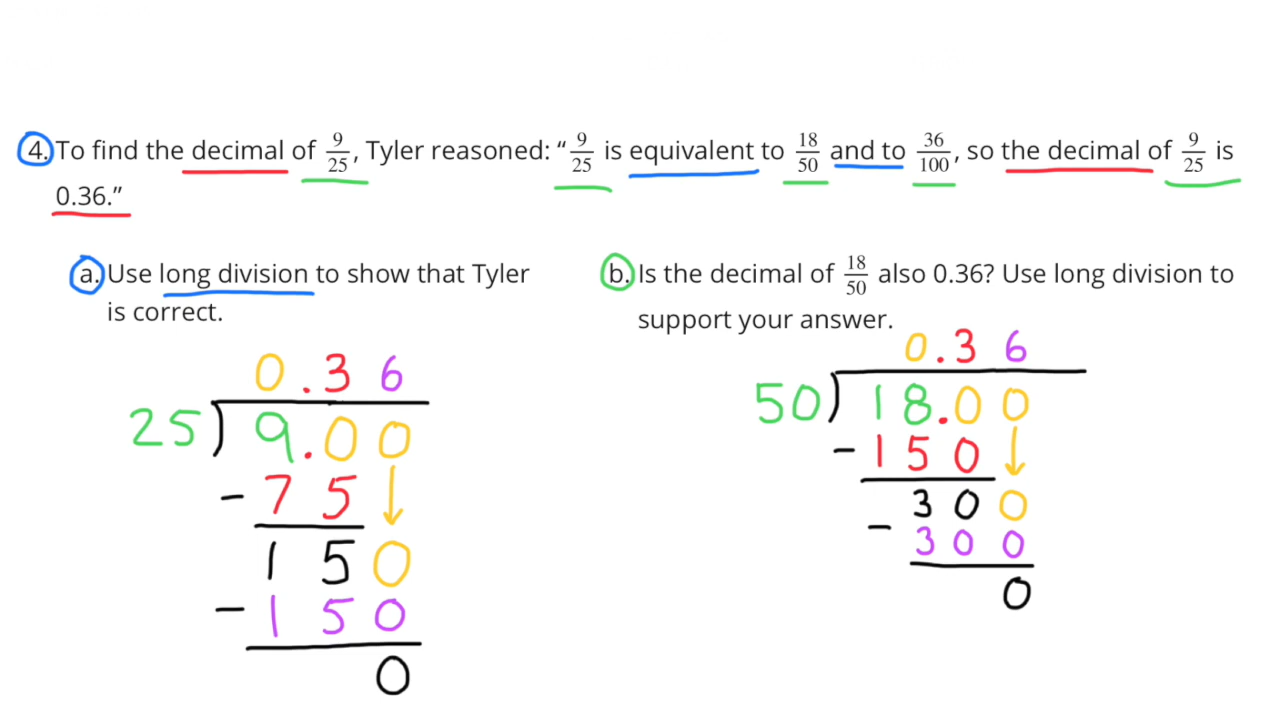 4. To find the decimal of 9/25, Tyler reasoned: “9/25 is equivalent to 18/50 and to 36/100, so the decimal of 9/25 is
0.36.”
a. Use long division to show that Tyler
is correct.
0.36
25)9.00
-75
150
-150
0
b. Is the decimal of 18/50 also 0.36? Use long division to
support your answer.
0.36
50)18.00
-150
300
-300
0